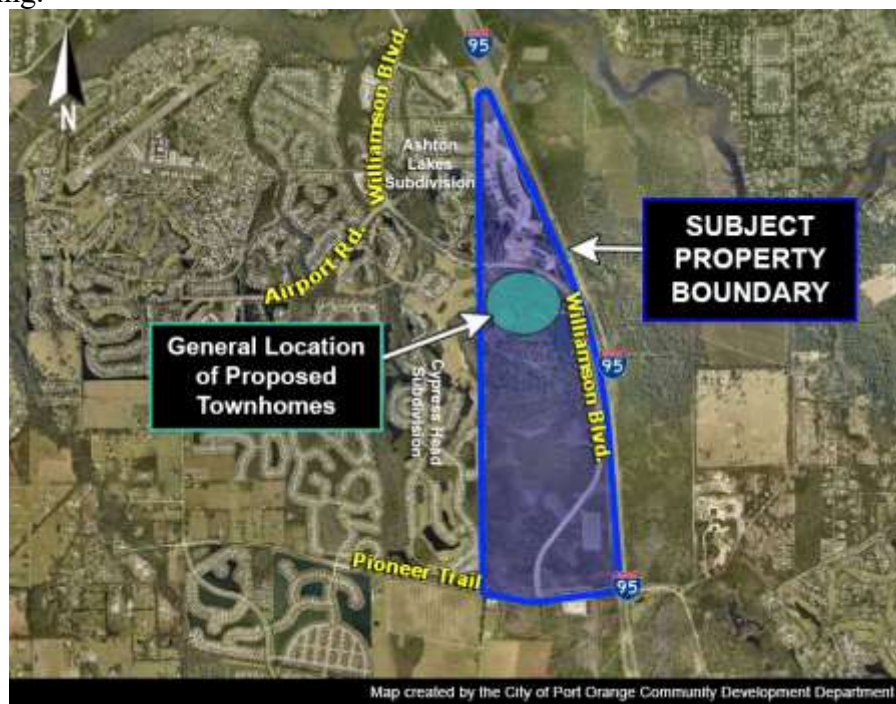 ng.
95
Williamson Blvd.
N
Ashton
Lakes
Subdivision
SUBJECT
PROPERTY
BOUNDARY
Airport Rd.
General Location
of Proposed
Townhomes
Williamson Blvd.
95
Cypress Head
Subdivision
Pioneer Trail
95
Map created by the City of Port Orange Community Development Department